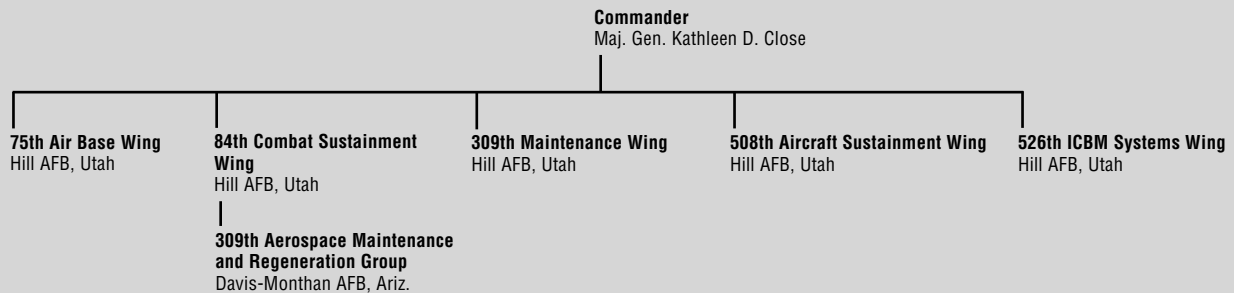 Commander
Maj. Gen. Kathleen D. Close
75th Air Base Wing
Hill AFB, Utah
84th Combat Sustainment
Wing
Hill AFB, Utah
309th Aerospace Maintenance
and Regeneration Group
Davis-Monthan AFB, Ariz.
309th Maintenance Wing
Hill AFB, Utah
508th Aircraft Sustainment Wing
Hill AFB, Utah
526th ICBM Systems Wing
Hill AFB, Utah